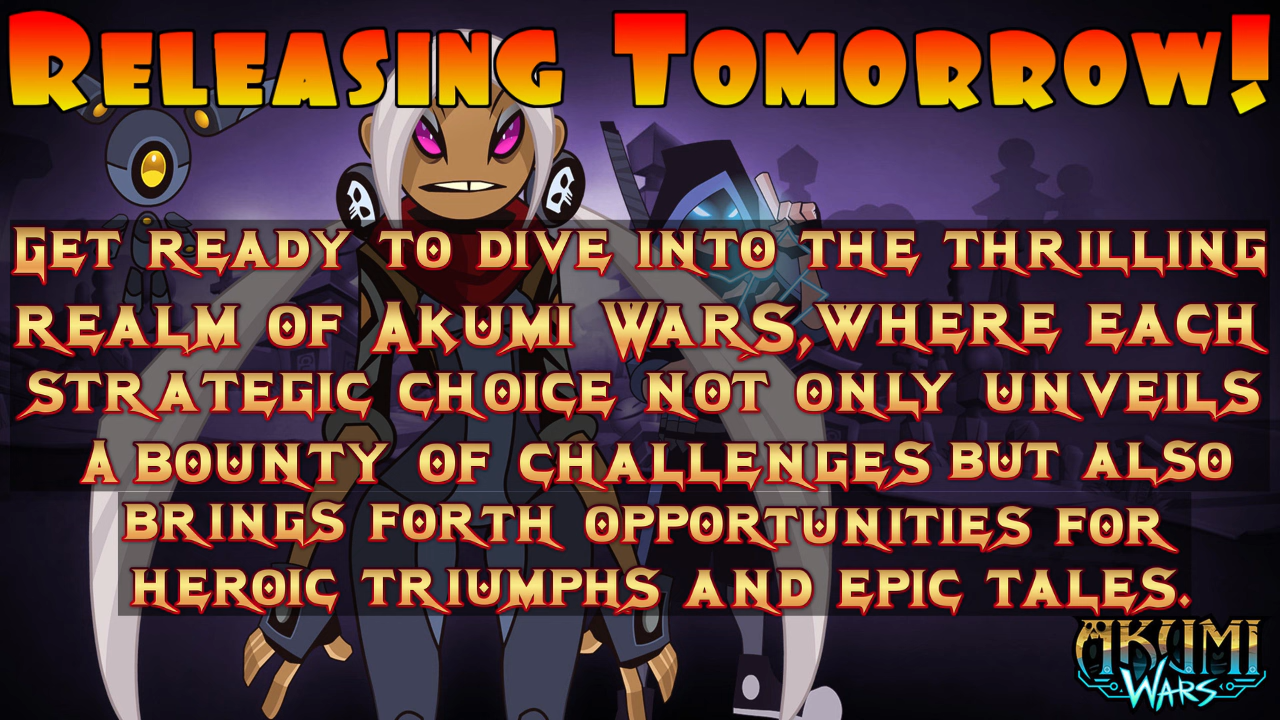 Releasing Tomorrow!
Get ready to dive into the thrilling
realm of Akumi Wars, where each
strategic choice not only unveils
a bounty of challenges but also
brings forth opportunities for
heroic triumphs and epic tales.
AKUMI
WARS